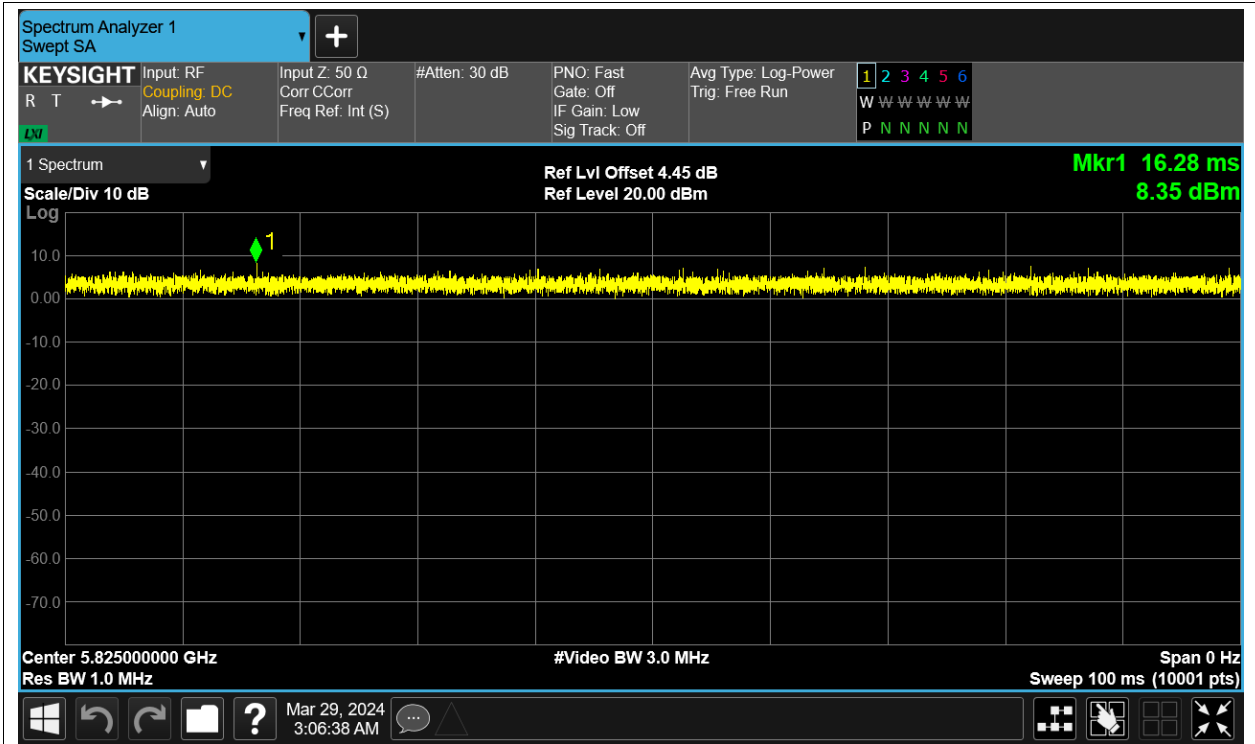 Spectrum Analyzer 1
Swept SA
KEYSIGHT
R T
LXI
Input: RF
Coupling: DC
Align: Auto
Input Z: 50 Ω
Corr CCorr
Freq Ref: Int (S)
#Atten: 30 dB
PNO: Fast
Gate: Off
IF Gain: Low
Sig Track: Off
Avg Type: Log-Power
Trig: Free Run
1 2 3 4 5 6
W W W W W W
P N N N N N
1 Spectrum
Scale/Div 10 dB
Log
Ref Lvl Offset 4.45 dB
Ref Level 20.00 dBm
Mkr1 16.28 ms
8.35 dBm
1
10.0
0.00
-10.0
-20.0
-30.0
-40.0
-50.0
-60.0
-70.0
Center 5.825000000 GHz
Res BW 1.0 MHz
#Video BW 3.0 MHz
Span 0 Hz
Sweep 100 ms (10001 pts)
?
Mar 29, 2024
3:06:38 AM